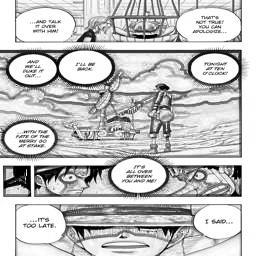 THAT'S
NOT TRUE!
YOU CAN
APOLOGIZE...
...AND TALK
IT OVER
WITH HIM!
TONIGHT
AT TEN
O'CLOCK!
I'LL BE
BACK.
AND
WE'LL
DUKE IT
OUT...
...WITH THE
FATE OF THE
MERRY GO
AT STAKE.
IT'S
ALL OVER
BETWEEN
YOU AND ME!
I SAID...
...IT'S
TOO LATE.